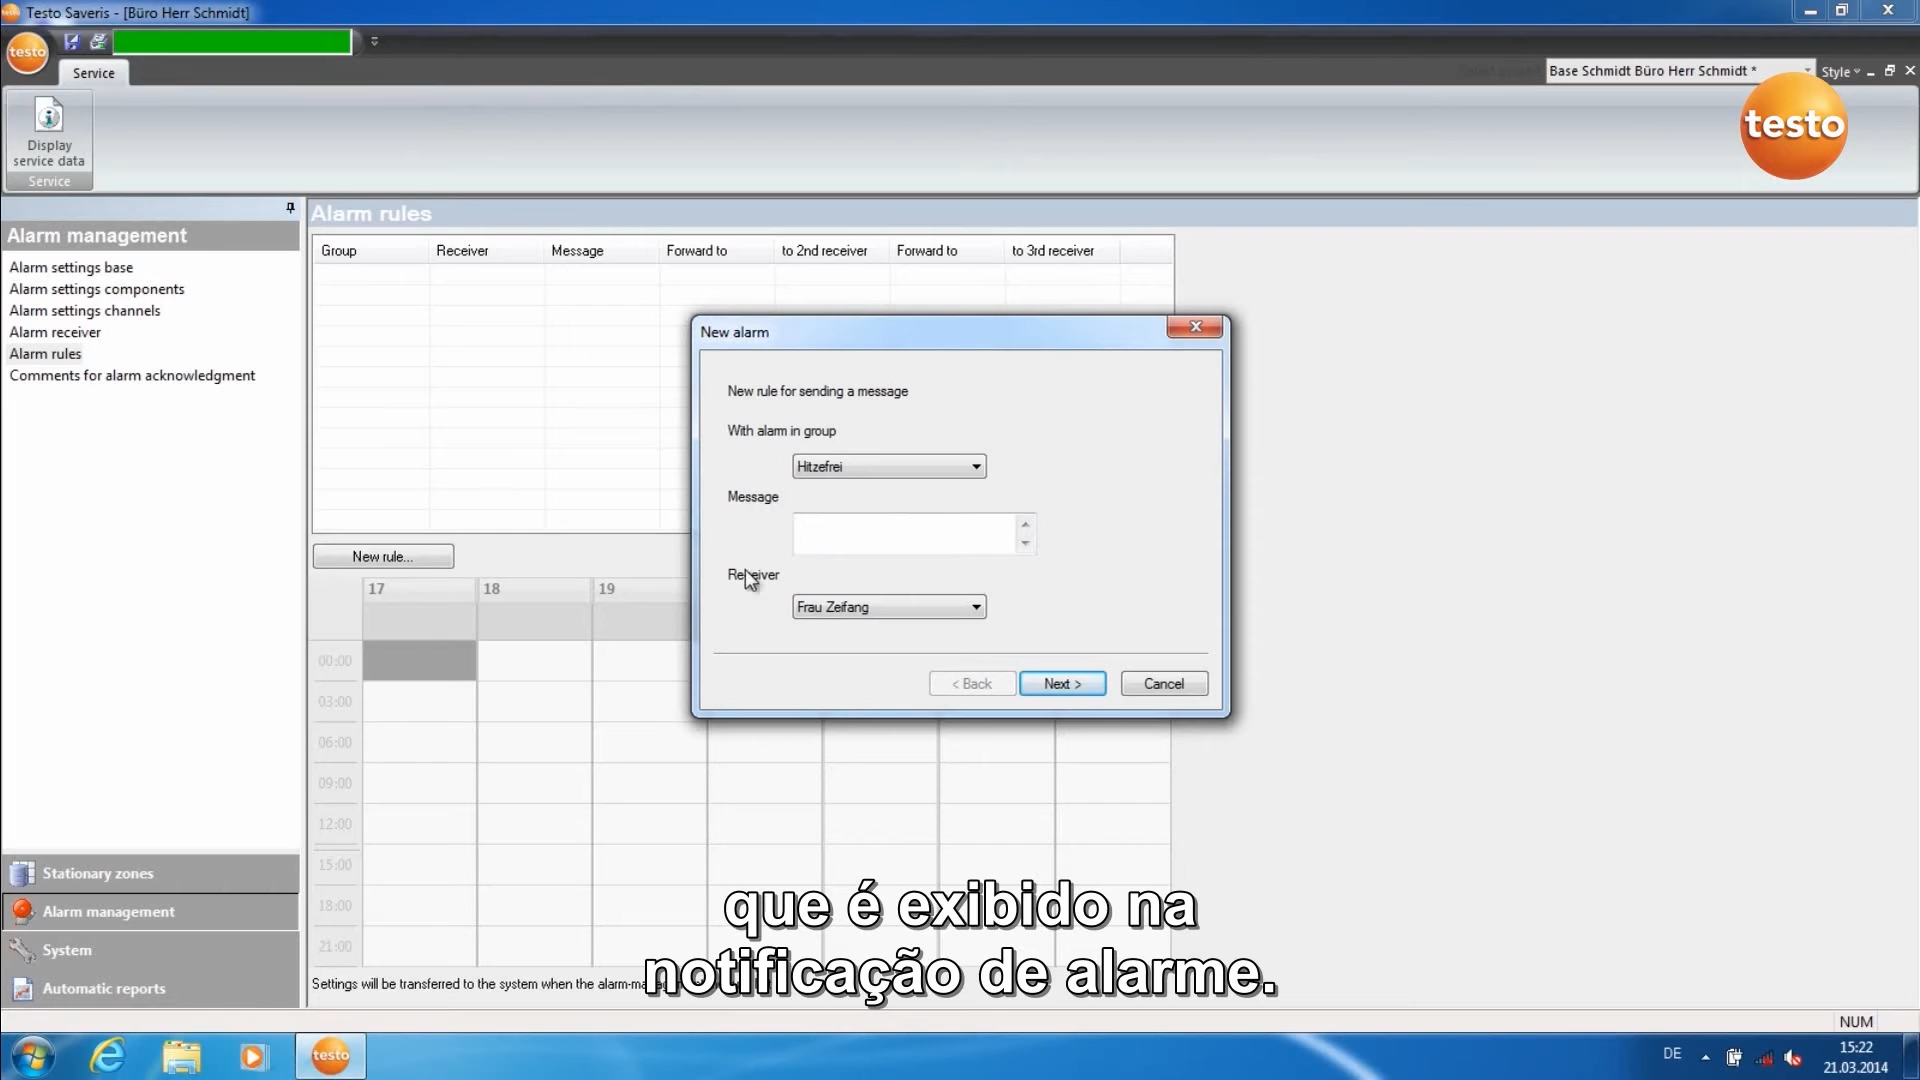 Testo Saveris - [Büro Herr Schmidt]
testo
Service
Base Schmidt Büro Herr Schmidt *
Style
testo
Display
service data
Service
Alarm management
Alarm settings base
Alarm settings components
Alarm settings channels
Alarm receiver
Alarm rules
Comments for alarm acknowledgment
Alarm rules
Group Receiver Message Forward to to 2nd receiver Forward to to 3rd receiver
New alarm
New rule for sending a message
With alarm in group
Hitzefrei
Message
Receiver
Frau Zeifang
< Back Next > Cancel
New rule...
17 18 19
00:00
03:00
06:00
09:00
12:00
15:00
18:00
21:00
Settings will be transferred to the system when the
Stationary zones
Alarm management
System
Automatic reports
que é exibido na
notificação de alarme.
NUM
testo
DE
15:22
21.03.2014